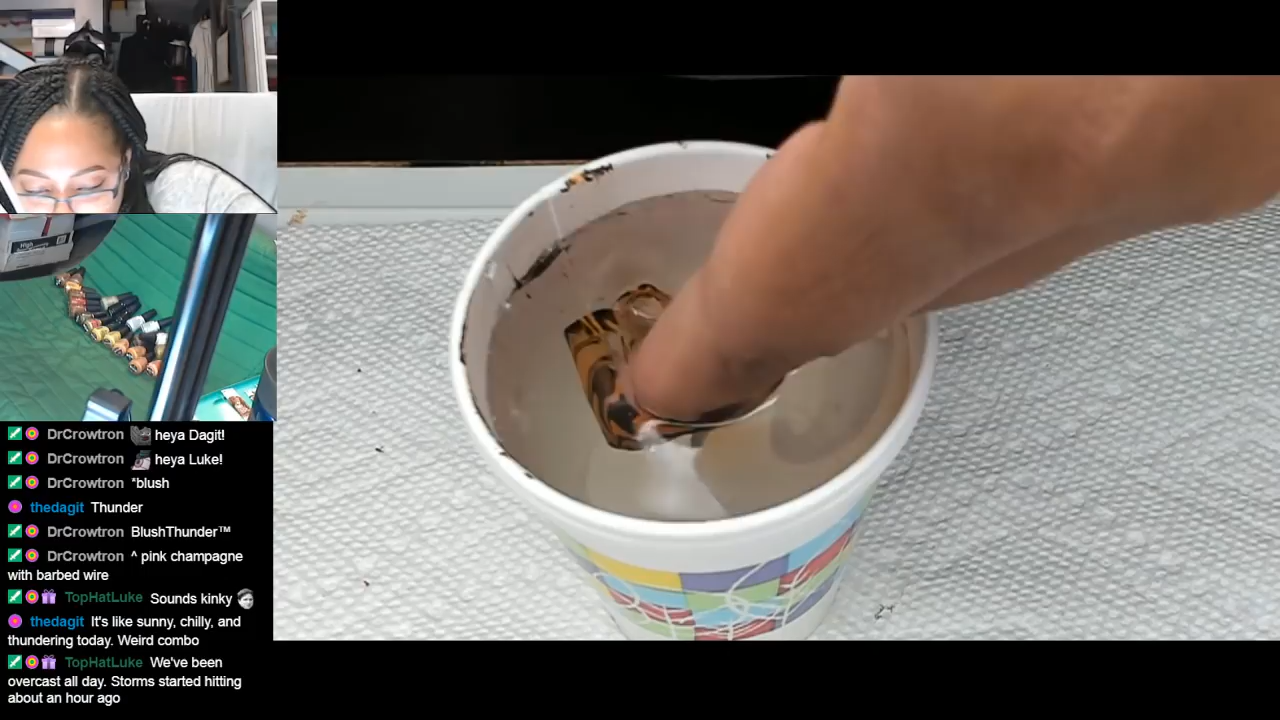 High
DrCrowtron heya Dagit!
DrCrowtron heya Luke!
DrCrowtron *blush
thedagit Thunder
DrCrowtron BlushThunder™
DrCrowtron ^ pink champagne
with barbed wire
TopHatLuke Sounds kinky
thedagit It's like sunny, chilly, and
thundering today. Weird combo
TopHatLuke We've been
overcast all day. Storms started hitting
about an hour ago